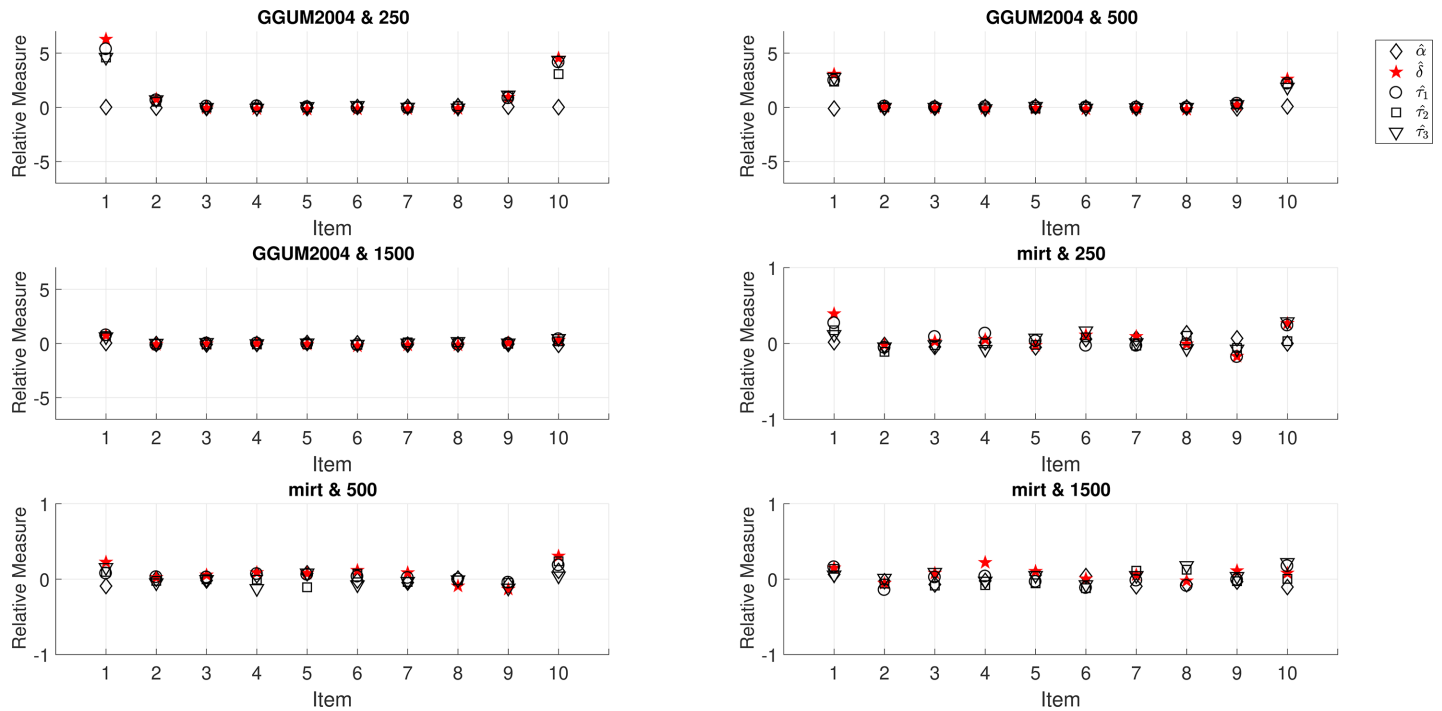 GGUM2004 & 250
Relative Measure
5
0
-5
1 2 3 4 5 6 7 8 9 10
Item
GGUM2004 & 500
Relative Measure
5
0
-5
1 2 3 4 5 6 7 8 9 10
Item
α̂
δ̂
τ̂₁
τ̂₂
τ̂₃
GGUM2004 & 1500
Relative Measure
5
0
-5
1 2 3 4 5 6 7 8 9 10
Item
mirt & 250
Relative Measure
1
0
-1
1 2 3 4 5 6 7 8 9 10
Item
mirt & 500
Relative Measure
1
0
-1
1 2 3 4 5 6 7 8 9 10
Item
mirt & 1500
Relative Measure
1
0
-1
1 2 3 4 5 6 7 8 9 10
Item